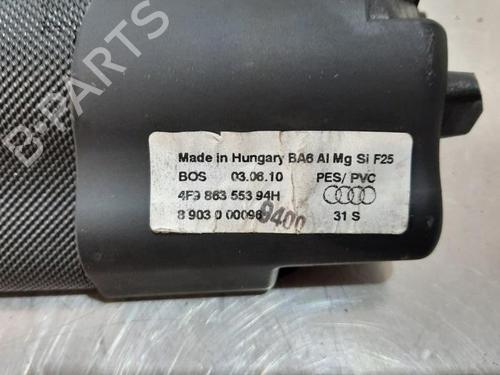 Made in Hungary BA6 Al Mg Si F25
BOS 03.06.10 PES/ PVC
4F9 863 553 94H
8 903 0 00096 31 S
9400
B-PARTS